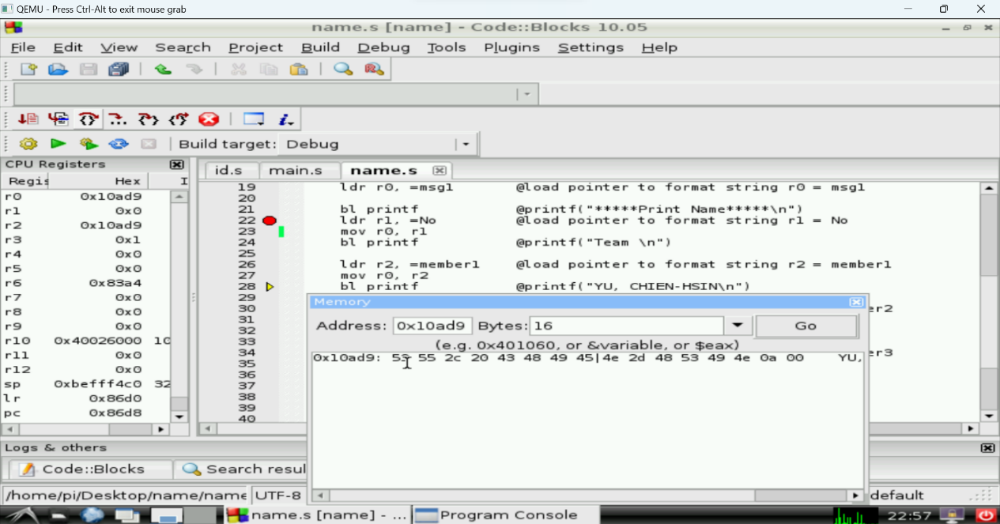 QEMU - Press Ctrl-Alt to exit mouse grab
name.s [name] - Code::Blocks 10.05
File Edit View Search Project Build Debug Tools Plugins Settings Help
Build target: Debug
CPU Registers
Regis Hex I
r0 0x10ad9
r1 0x0
r2 0x10ad9
r3 0x1
r4 0x0
r5 0x0
r6 0x83a4
r7 0x0
r8 0x0
r9 0x0
r10 0x40026000 10
r11 0x0
r12 0x0
sp 0xbefff4c0 32
lr 0x86d0
pc 0x86d8
id.s main.s name.s
19 ldr r0, =msg1 @load pointer to format string r0 = msg1
20
21 bl printf @printf("*****Print Name*****\n")
22 ldr r1, =No @load pointer to format string r1 = No
23 mov r0, r1
24 bl printf @printf("Team \n")
25
26 ldr r2, =member1 @load pointer to format string r2 = member1
27 mov r0, r2
28 bl printf @printf("YU, CHIEN-HSIN\n")
29
30 er2
31
32
33
34 er3
35
36
37
38
39
40
Memory
Address: 0x10ad9 Bytes: 16 Go
(e.g. 0x401060, or &variable, or $eax)
0x10ad9: 55 2c 20 43 48 49 45|4e 2d 48 53 49 4e 0a 00 YU,
Logs & others
Code::Blocks Search resul
/home/pi/Desktop/name/name UTF-8 default
name.s [name] - ... Program Console 22:57